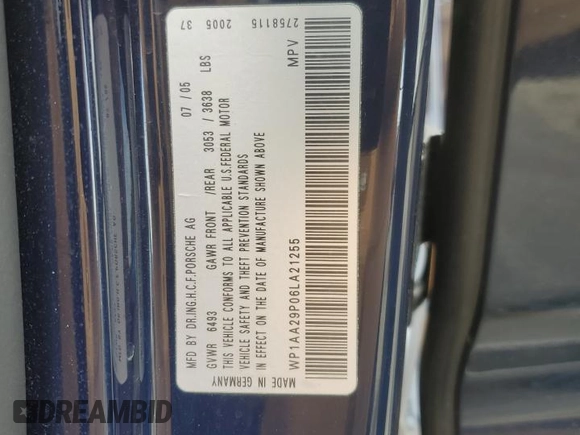 2005 37 2758115
MFD BY DR.ING.H.C.F.PORSCHE AG 07 / 05
GVWR 6493 GAWR FRONT /REAR 3053 / 3638 LBS
THIS VEHICLE CONFORMS TO ALL APPLICABLE U.S.FEDERAL MOTOR
VEHICLE SAFETY AND THEFT PREVENTION STANDARDS
IN EFFECT ON THE DATE OF MANUFACTURE SHOWN ABOVE
WP1AA29P06LA21255 MPV
MADE IN GERMANY
DREAMBID